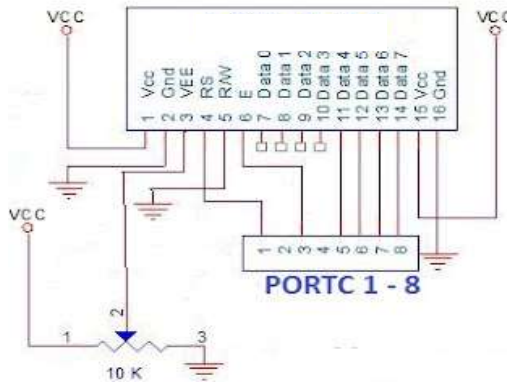 VCC
VCC
Vcc
Gnd
VEE
RS
R/W
E
Data 0
Data 1
Data 2
Data 3
Data 4
Data 5
Data 6
Data 7
Vcc
Gnd
1
2
3
4
5
6
7
8
9
10
11
12
13
14
15
16
VCC
1
2
3
4
5
6
7
8
PORTC 1 - 8
2
1
3
10 K